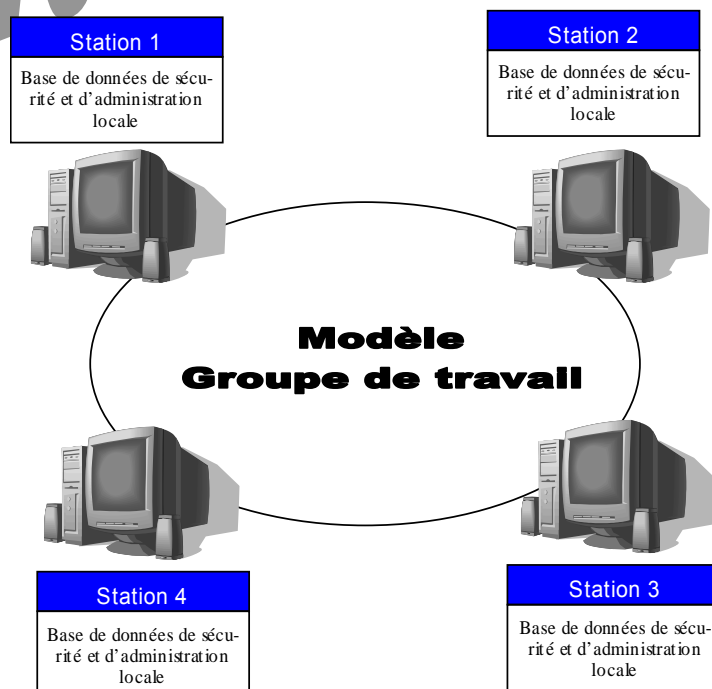 Station 1
Base de données de sécu-
rité et d'administration
locale
Station 2
Base de données de sécu-
rité et d'administration
locale
Modèle
Groupe de travail
Station 4
Base de données de sécu-
rité et d'administration
locale
Station 3
Base de données de sécu-
rité et d'administration
locale